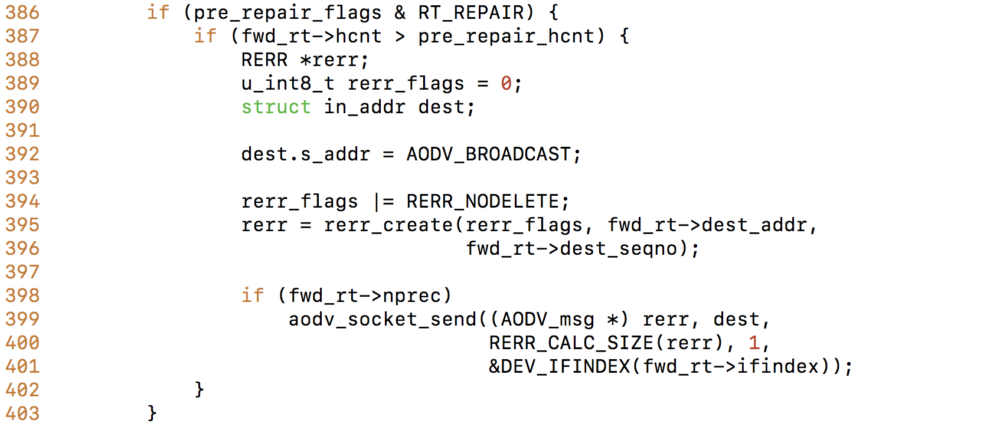 386         if (pre_repair_flags & RT_REPAIR) {
387             if (fwd_rt->hcnt > pre_repair_hcnt) {
388                 RERR *rerr;
389                 u_int8_t rerr_flags = 0;
390                 struct in_addr dest;
391
392                 dest.s_addr = AODV_BROADCAST;
393
394                 rerr_flags |= RERR_NODELETE;
395                 rerr = rerr_create(rerr_flags, fwd_rt->dest_addr,
396                                    fwd_rt->dest_seqno);
397
398                 if (fwd_rt->nprec)
399                     aodv_socket_send((AODV_msg *) rerr, dest,
400                                      RERR_CALC_SIZE(rerr), 1,
401                                      &DEV_IFINDEX(fwd_rt->ifindex));
402             }
403         }